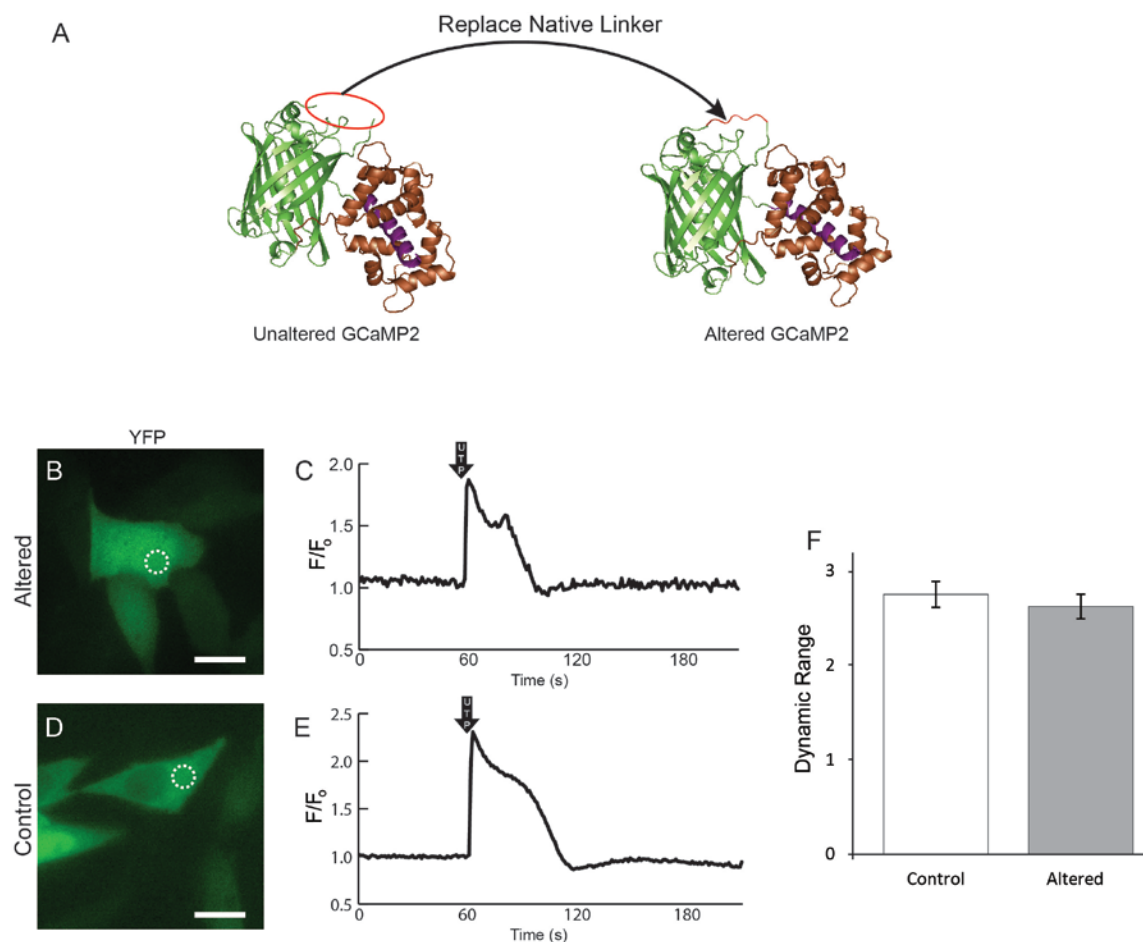 A
Replace Native Linker
Unaltered GCaMP2
Altered GCaMP2
YFP
B
Altered
C
UTP
2.0
1.5
1.0
0.5
F/Fo
0
60
120
180
Time (s)
D
Control
E
UTP
2.5
2.0
1.5
1.0
0.5
F/Fo
0
60
120
180
Time (s)
F
3
2
1
0
Dynamic Range
Control
Altered